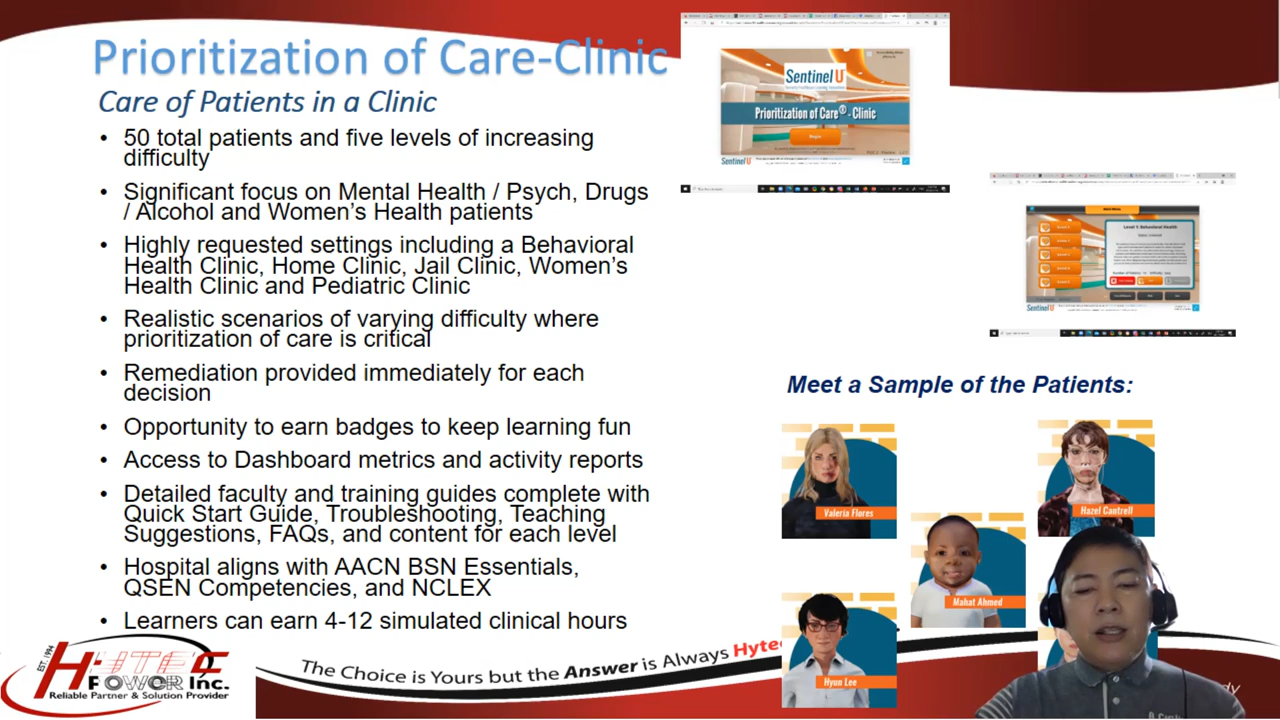 Prioritization of Care-Clinic
Care of Patients in a Clinic
• 50 total patients and five levels of increasing
difficulty
• Significant focus on Mental Health / Psych, Drugs
/ Alcohol and Women's Health patients
• Highly requested settings including a Behavioral
Health Clinic, Home Clinic, Jail Clinic, Women's
Health Clinic and Pediatric Clinic
• Realistic scenarios of varying difficulty where
prioritization of care is critical
• Remediation provided immediately for each
decision
• Opportunity to earn badges to keep learning fun
• Access to Dashboard metrics and activity reports
• Detailed faculty and training guides complete with
Quick Start Guide, Troubleshooting, Teaching
Suggestions, FAQs, and content for each level
• Hospital aligns with AACN BSN Essentials,
QSEN Competencies, and NCLEX
• Learners can earn 4-12 simulated clinical hours
Sentinel U
Prioritization of Care® - Clinic
Begin
Sentinel U
Level 5 Behavioral Health
Sentinel U
Meet a Sample of the Patients:
Valeria Flores
Hazel Cantrell
Mahat Ahmed
Hyun Lee
EST. 1994
HYTEC
POWER Inc.
Reliable Partner & Solution Provider
The Choice is Yours but the Answer is Always Hytec